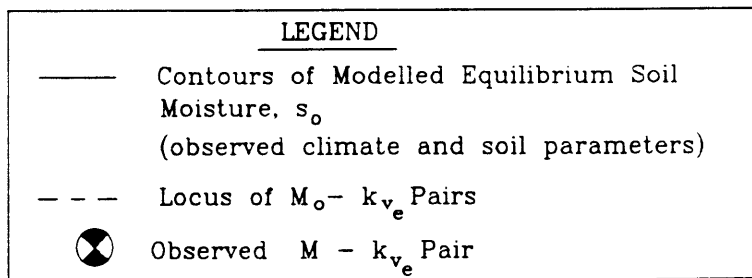 LEGEND
Contours of Modelled Equilibrium Soil
Moisture, s₀
(observed climate and soil parameters)
Locus of M₀- kᵥₑ Pairs
Observed M - kᵥₑ Pair